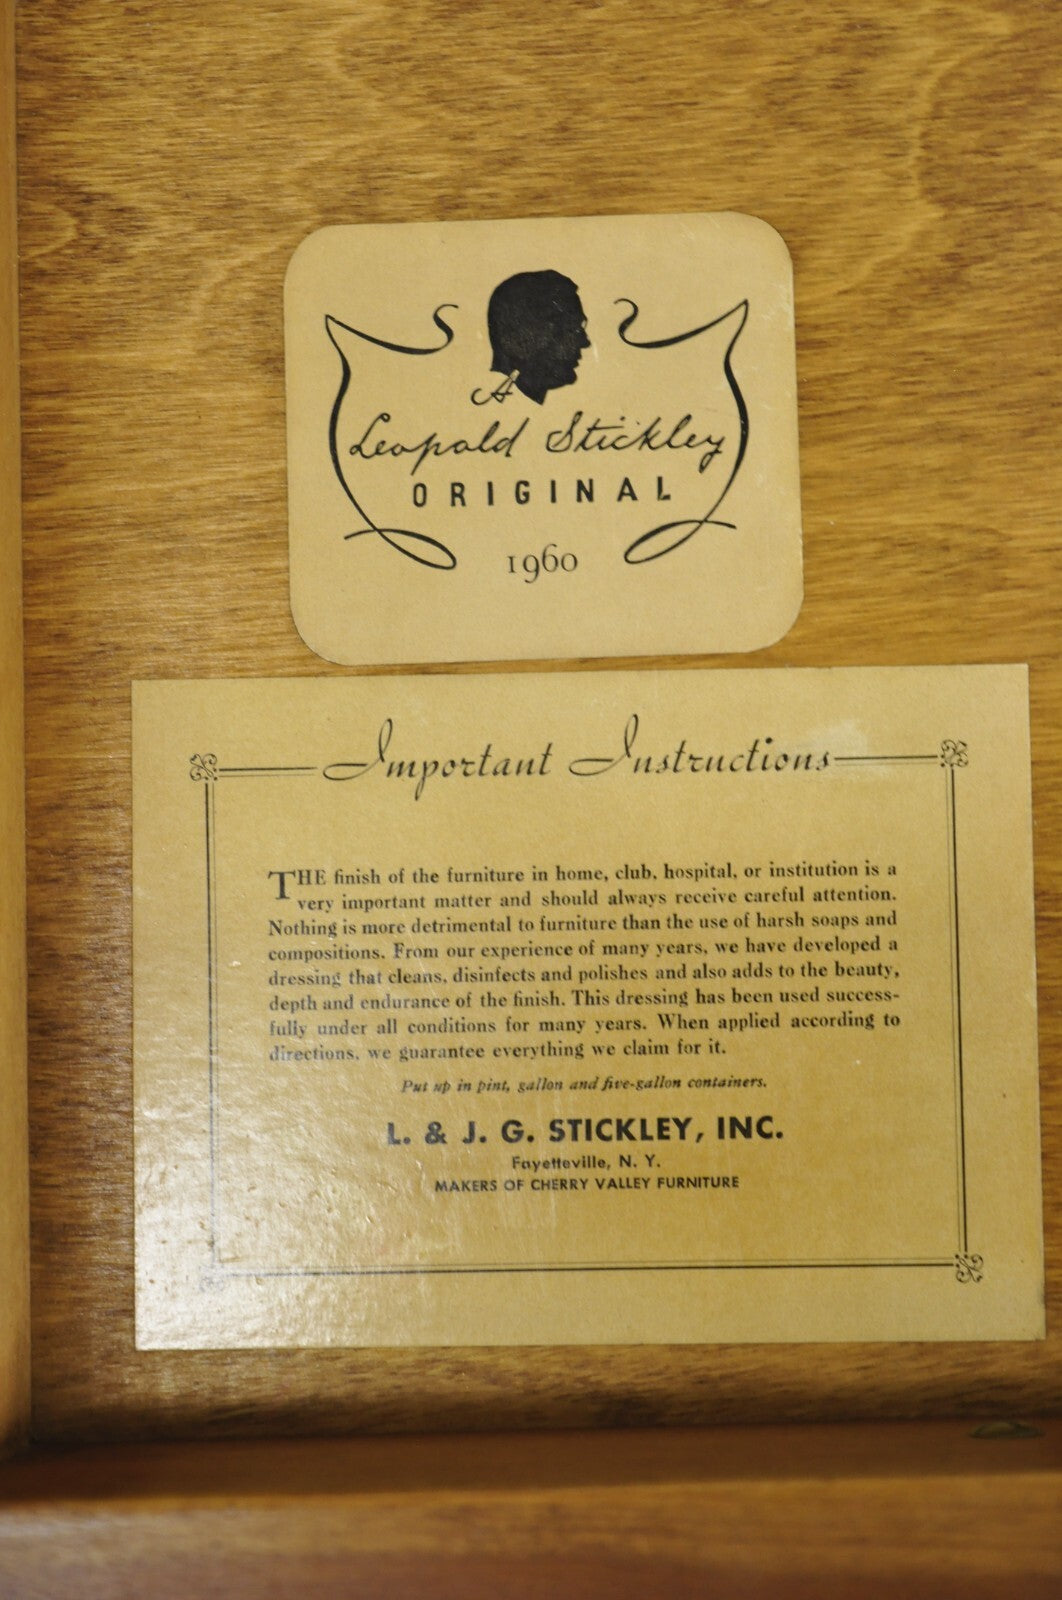 A
Leopold Stickley
ORIGINAL
1960
Important Instructions
THE finish of the furniture in home, club, hospital, or institution is a
very important matter and should always receive careful attention.
Nothing is more detrimental to furniture than the use of harsh soaps and
compositions. From our experience of many years, we have developed a
dressing that cleans, disinfects and polishes and also adds to the beauty,
depth and endurance of the finish. This dressing has been used success-
fully under all conditions for many years. When applied according to
directions, we guarantee everything we claim for it.
Put up in pint, gallon and five-gallon containers.
L. & J. G. STICKLEY, INC.
Fayetteville, N. Y.
MAKERS OF CHERRY VALLEY FURNITURE